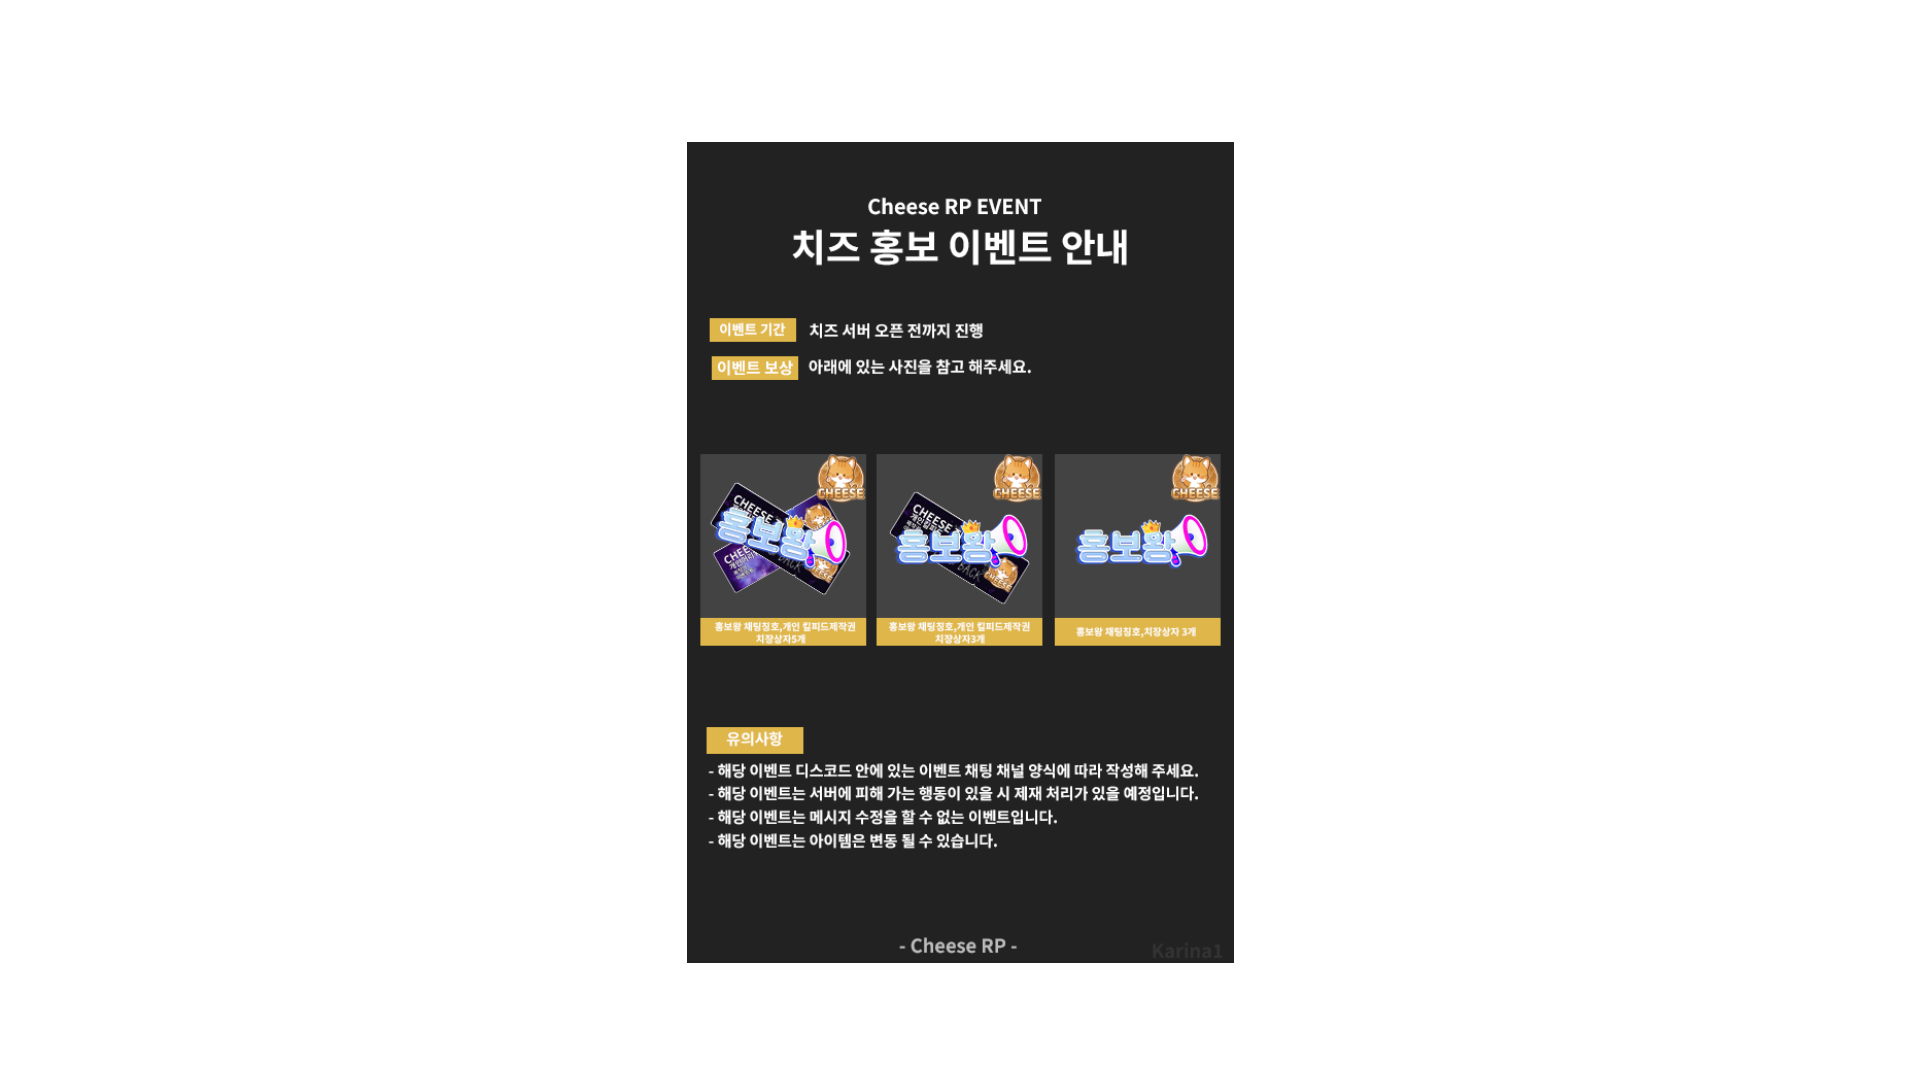 Cheese RP EVENT
치즈 홍보 이벤트 안내
이벤트 기간 치즈 서버 오픈 전까지 진행
이벤트 보상 아래에 있는 사진을 참고 해주세요.
CHEESE
CHEESE
CHEESE
CHEESE
홍보왕
CHEE
CHEESE
홍보왕
BACK
CHEESE
홍보왕
홍보왕 채팅칭호,개인 킬피드제작권
치장상자5개
홍보왕 채팅칭호,개인 킬피드제작권
치장상자3개
홍보왕 채팅칭호,치장상자 3개
유의사항
- 해당 이벤트 디스코드 안에 있는 이벤트 채팅 채널 양식에 따라 작성해 주세요.
- 해당 이벤트는 서버에 피해 가는 행동이 있을 시 제재 처리가 있을 예정입니다.
- 해당 이벤트는 메시지 수정을 할 수 없는 이벤트입니다.
- 해당 이벤트는 아이템은 변동 될 수 있습니다.
- Cheese RP -
Karina1